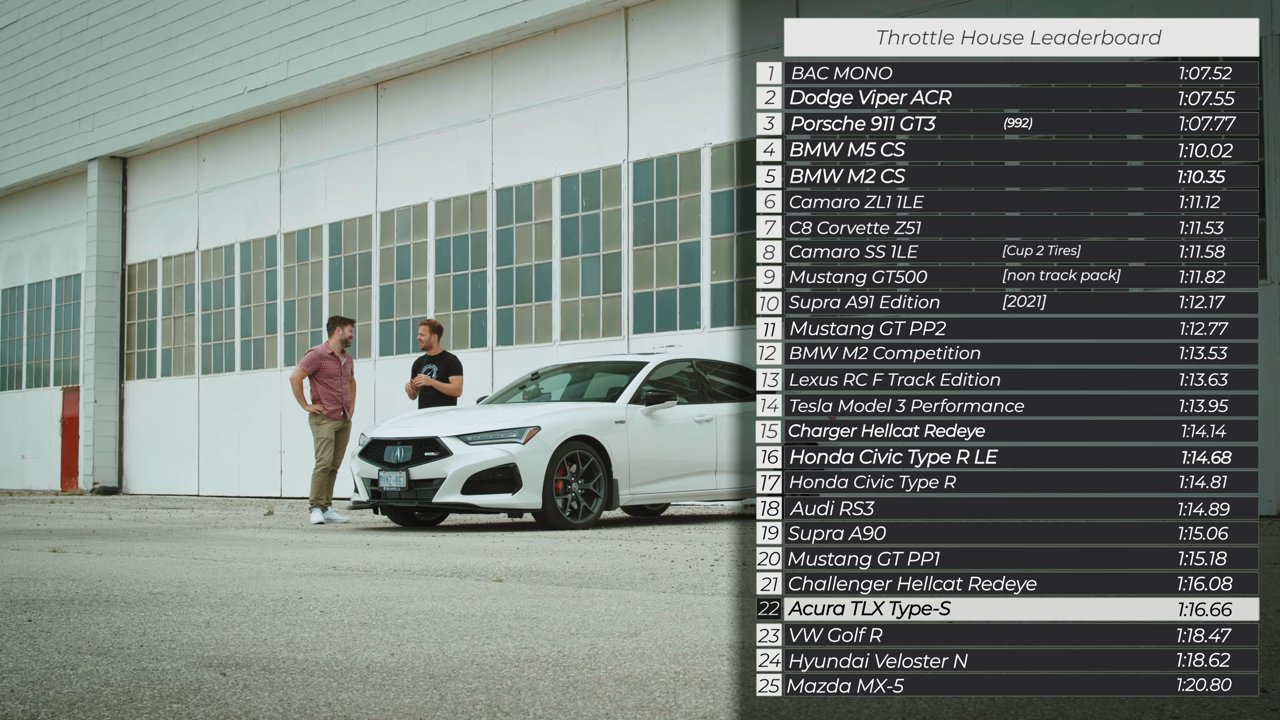 Throttle House Leaderboard
1 BAC MONO 1:07.52
2 Dodge Viper ACR 1:07.55
3 Porsche 911 GT3 (992) 1:07.77
4 BMW M5 CS 1:10.02
5 BMW M2 CS 1:10.35
6 Camaro ZL1 1LE 1:11.12
7 C8 Corvette Z51 1:11.53
8 Camaro SS 1LE [Cup 2 Tires] 1:11.58
9 Mustang GT500 [non track pack] 1:11.82
10 Supra A91 Edition [2021] 1:12.17
11 Mustang GT PP2 1:12.77
12 BMW M2 Competition 1:13.53
13 Lexus RC F Track Edition 1:13.63
14 Tesla Model 3 Performance 1:13.95
15 Charger Hellcat Redeye 1:14.14
16 Honda Civic Type R LE 1:14.68
17 Honda Civic Type R 1:14.81
18 Audi RS3 1:14.89
19 Supra A90 1:15.06
20 Mustang GT PP1 1:15.18
21 Challenger Hellcat Redeye 1:16.08
22 Acura TLX Type-S 1:16.66
23 VW Golf R 1:18.47
24 Hyundai Veloster N 1:18.62
25 Mazda MX-5 1:20.80